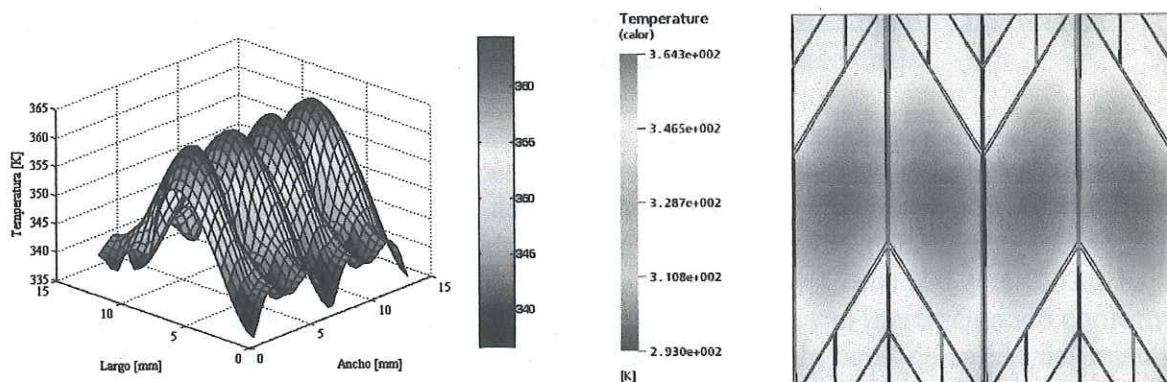 365
360
355
350
345
340
335
Temperatura [K]
15
10
5
0
Largo [mm]
0
5
10
15
Ancho [mm]
360
355
350
345
340
Temperature
(calor)
3.643e+002
3.465e+002
3.287e+002
3.108e+002
2.930e+002
[K]